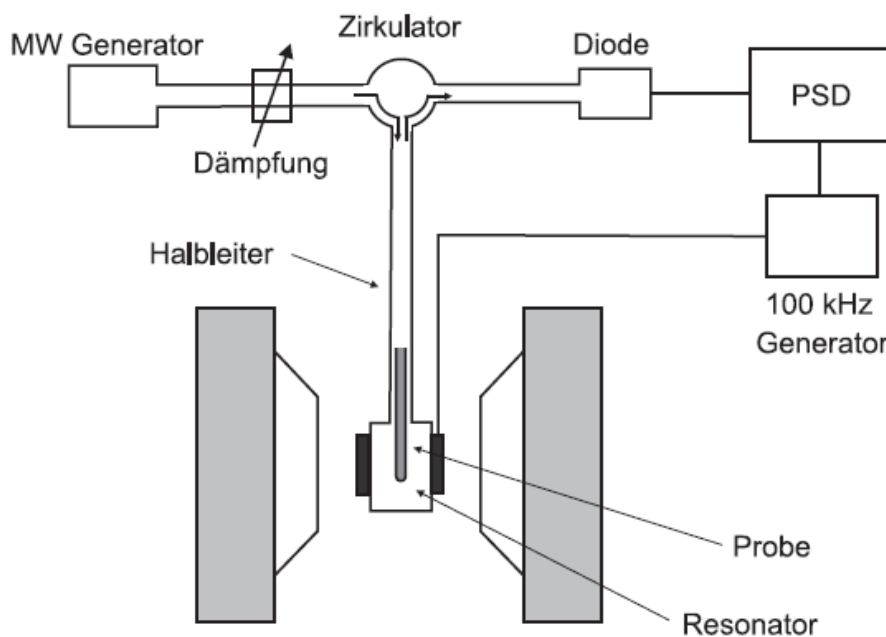 MW Generator
Zirkulator
Diode
PSD
Dämpfung
Halbleiter
100 kHz
Generator
Probe
Resonator